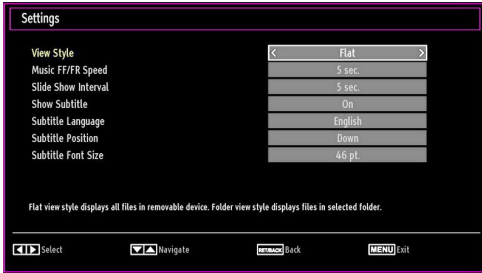 Settings
View Style < Flat >
Music FF/FR Speed 5 sec.
Slide Show Interval 5 sec.
Show Subtitle On
Subtitle Language English
Subtitle Position Down
Subtitle Font Size 46 pt.
Flat view style displays all files in removable device. Folder view style displays files in selected folder.
Select Navigate RET/BACK Back MENU Exit